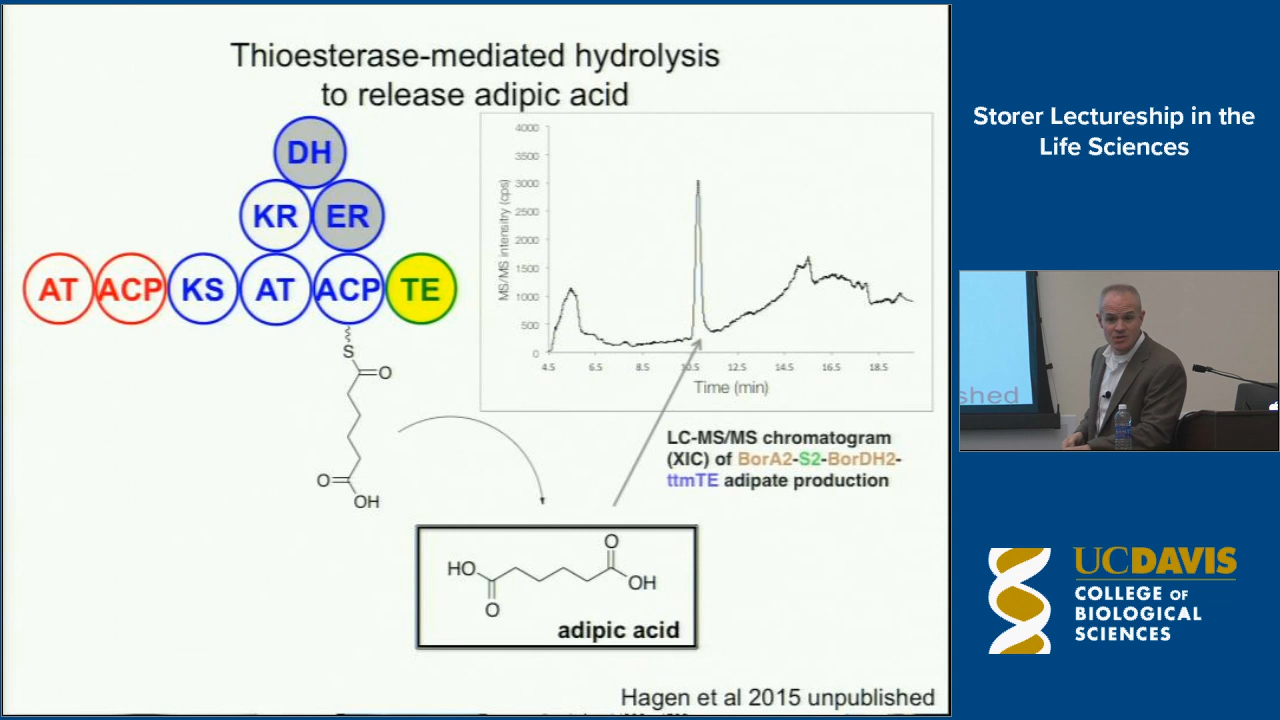 Thioesterase-mediated hydrolysis
to release adipic acid
DH
KR
ER
AT
ACP
KS
AT
ACP
TE
S
O
O
OH
4000
3500
3000
2500
2000
1500
1000
500
0
MS/MS intensitry (cps)
4.5
6.5
8.5
10.5
12.5
14.5
16.5
18.5
Time (min)
LC-MS/MS chromatogram
(XIC) of BorA2-S2-BorDH2-
ttmTE adipate production
O
HO
OH
O
adipic acid
Hagen et al 2015 unpublished
Storer Lectureship in the
Life Sciences
shed
UCDAVIS
COLLEGE OF
BIOLOGICAL
SCIENCES